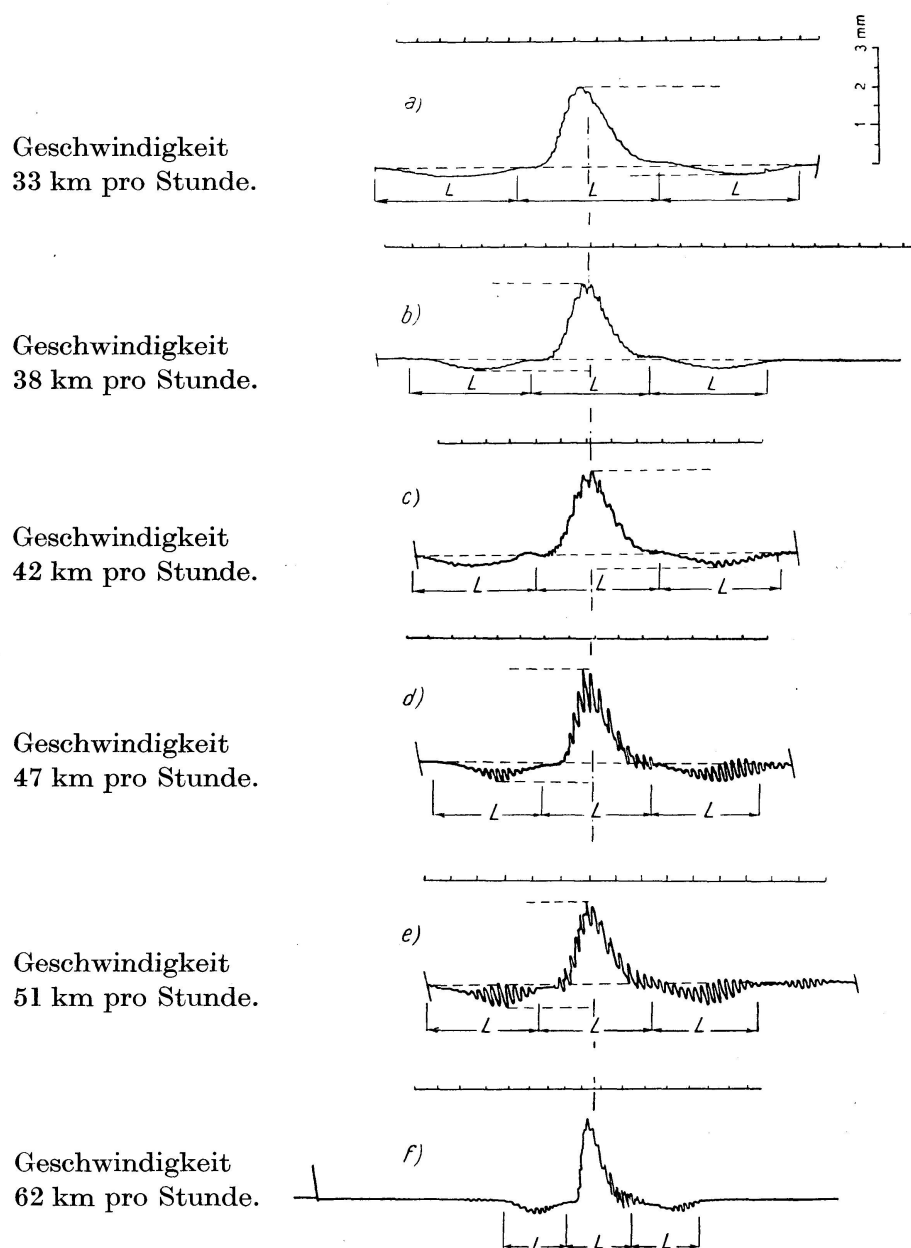 mm
3
2
1
a)
Geschwindigkeit
33 km pro Stunde.
L L L
b)
Geschwindigkeit
38 km pro Stunde.
L L L
c)
Geschwindigkeit
42 km pro Stunde.
L L L
d)
Geschwindigkeit
47 km pro Stunde.
L L L
e)
Geschwindigkeit
51 km pro Stunde.
L L L
f)
Geschwindigkeit
62 km pro Stunde.
L L L